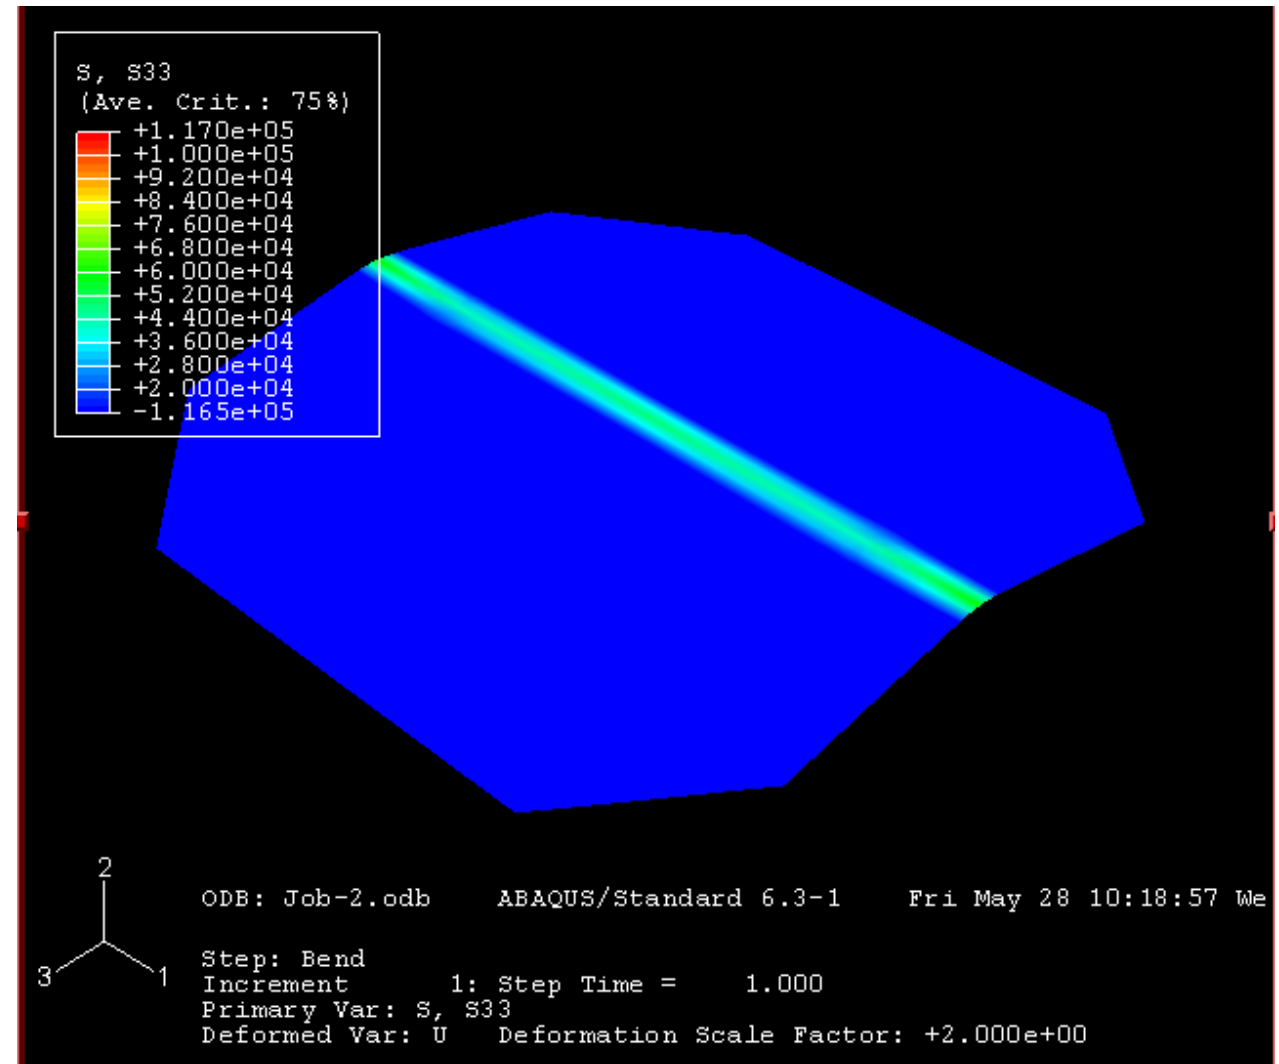 S, S33
(Ave. Crit.: 75%)
+1.170e+05
+1.000e+05
+9.200e+04
+8.400e+04
+7.600e+04
+6.800e+04
+6.000e+04
+5.200e+04
+4.400e+04
+3.600e+04
+2.800e+04
+2.000e+04
-1.165e+05
2
3
1
ODB: Job-2.odb ABAQUS/Standard 6.3-1 Fri May 28 10:18:57 We
Step: Bend
Increment 1: Step Time = 1.000
Primary Var: S, S33
Deformed Var: U Deformation Scale Factor: +2.000e+00